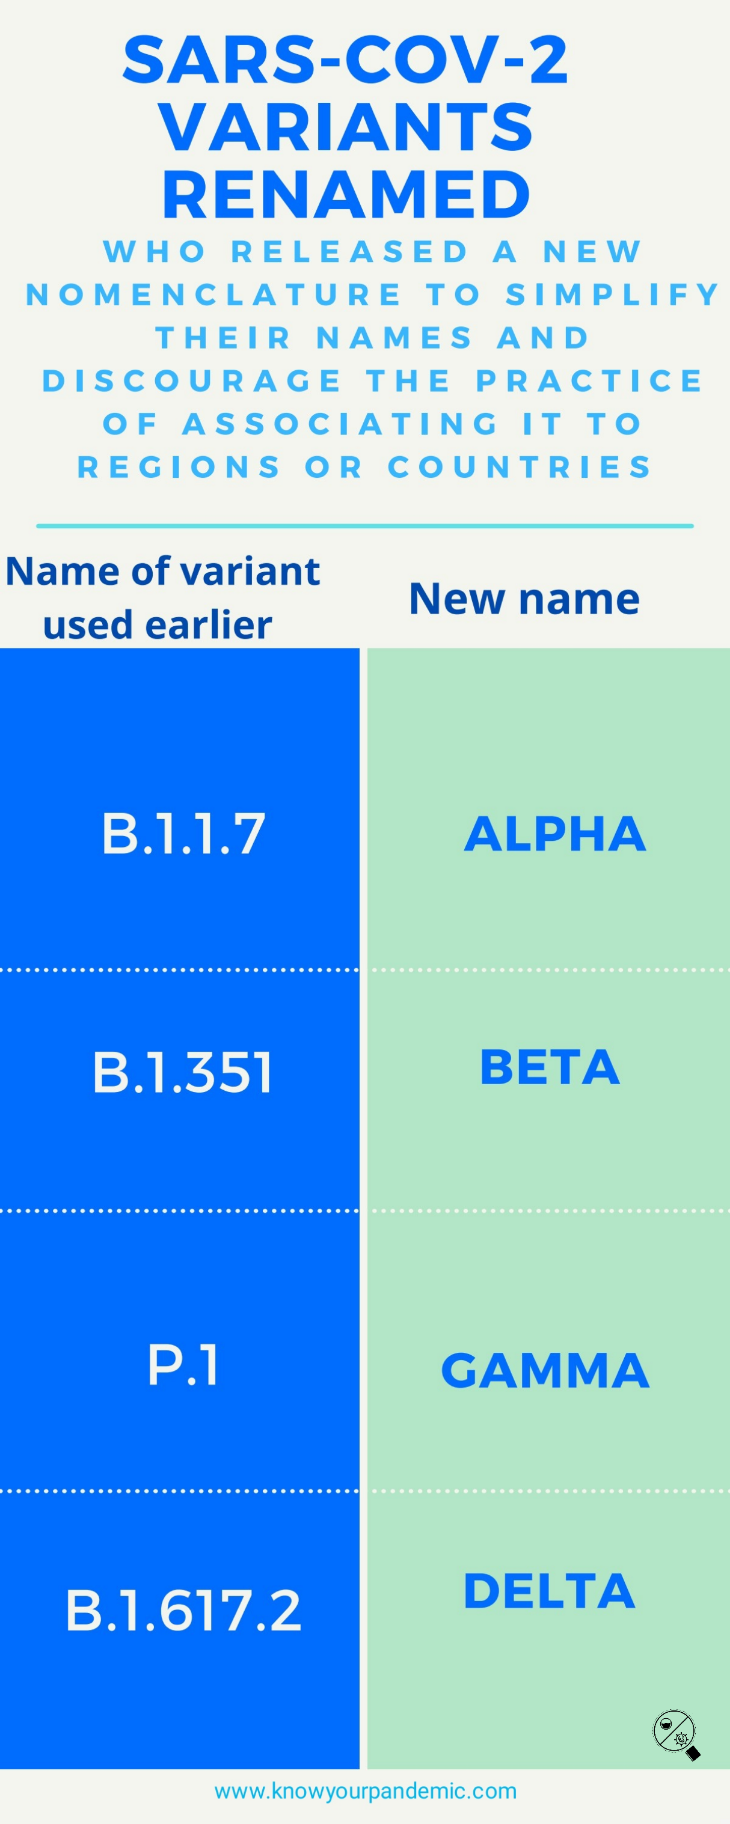 SARS-COV-2
VARIANTS
RENAMED
WHO RELEASED A NEW
NOMENCLATURE TO SIMPLIFY
THEIR NAMES AND
DISCOURAGE THE PRACTICE
OF ASSOCIATING IT TO
REGIONS OR COUNTRIES
Name of variant
used earlier
New name
B.1.1.7
ALPHA
B.1.351
BETA
P.1
GAMMA
B.1.617.2
DELTA
www.knowyourpandemic.com